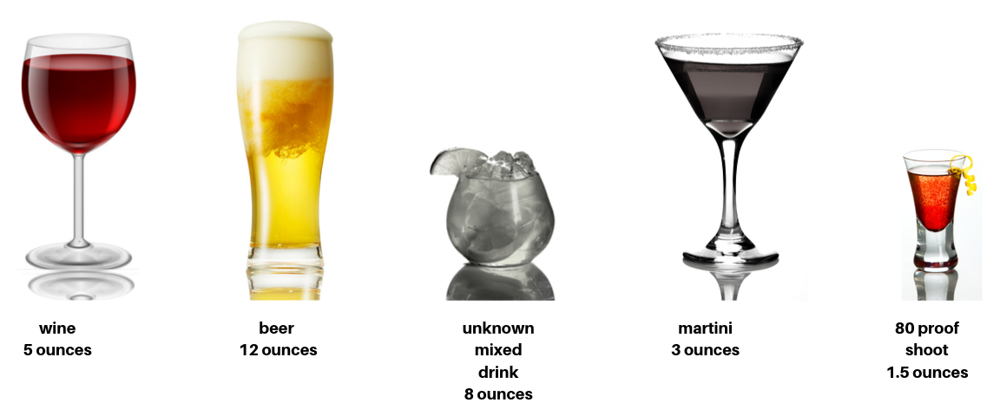 wine
5 ounces
beer
12 ounces
unknown
mixed
drink
8 ounces
martini
3 ounces
80 proof
shoot
1.5 ounces